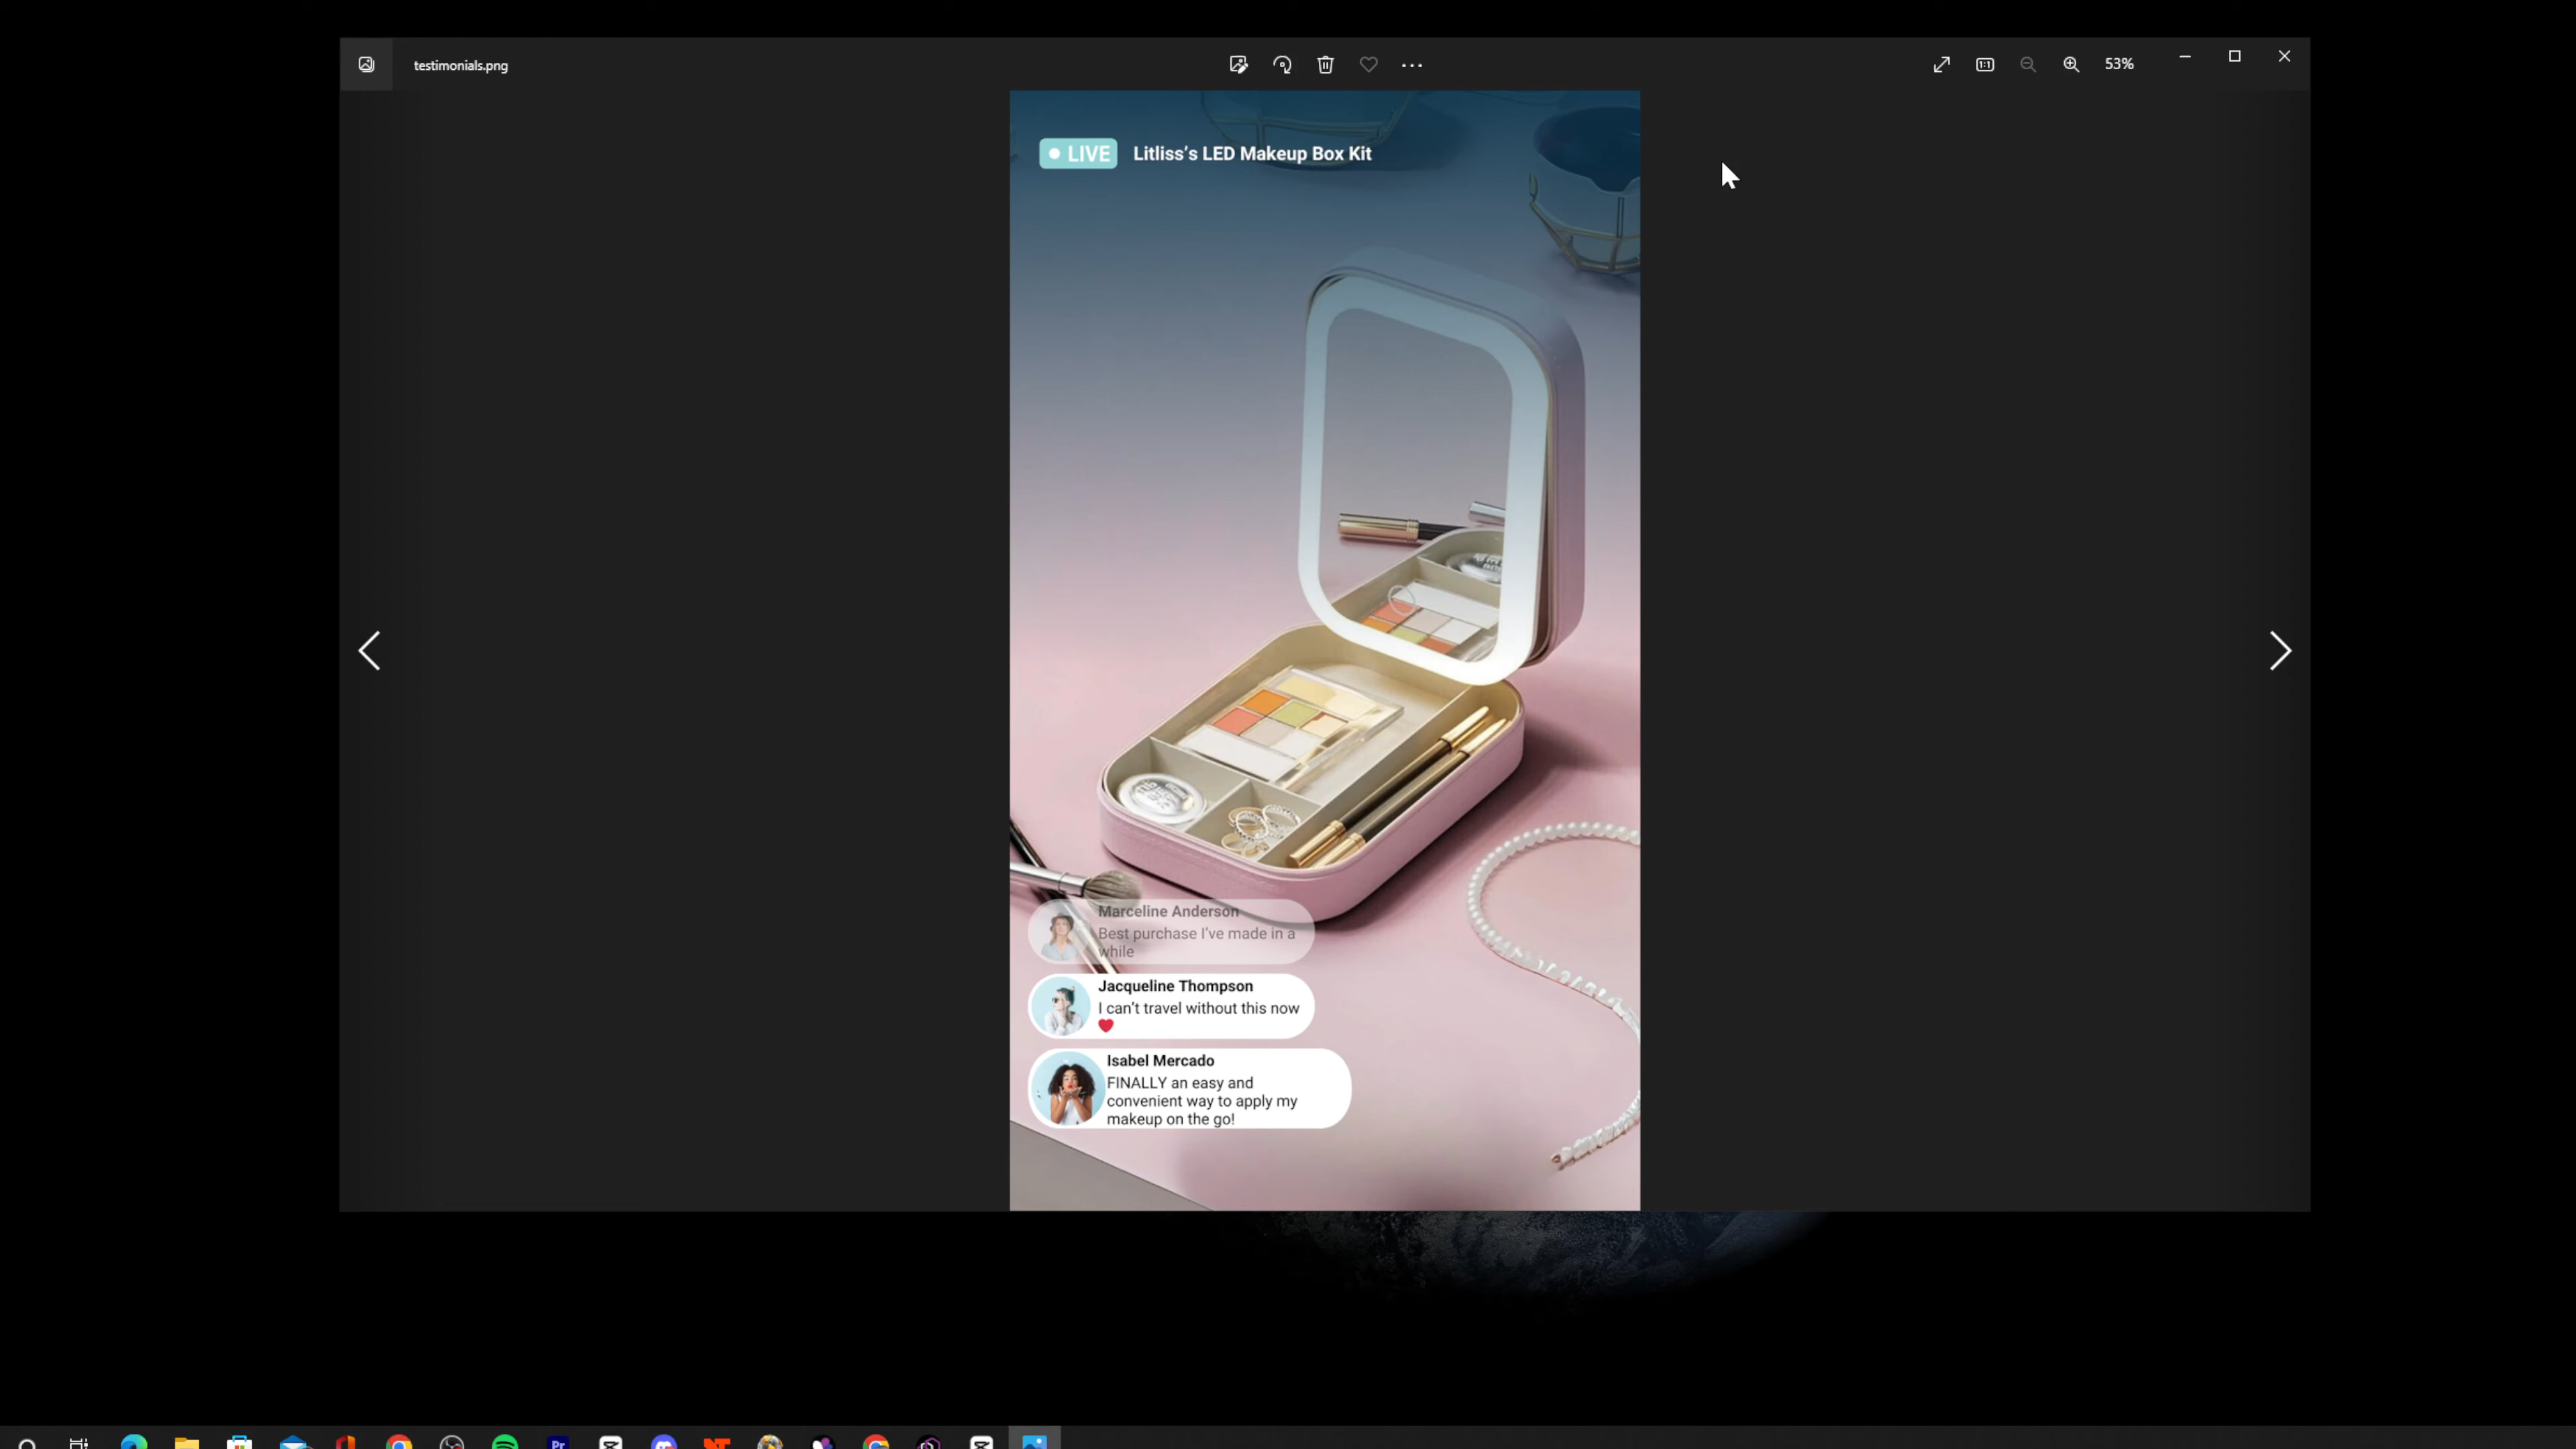 testimonials.png
53%
LIVE Litliss's LED Makeup Box Kit
Marceline Anderson
Best purchase I've made in a
while
Jacqueline Thompson
I can't travel without this now
❤️
Isabel Mercado
FINALLY an easy and
convenient way to apply my
makeup on the go!
Pr